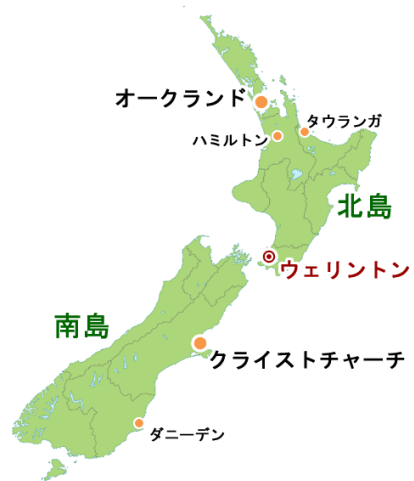 オークランド
タウランガ
ハミルトン
北島
ウェリントン
南島
クライストチャーチ
ダニーデン